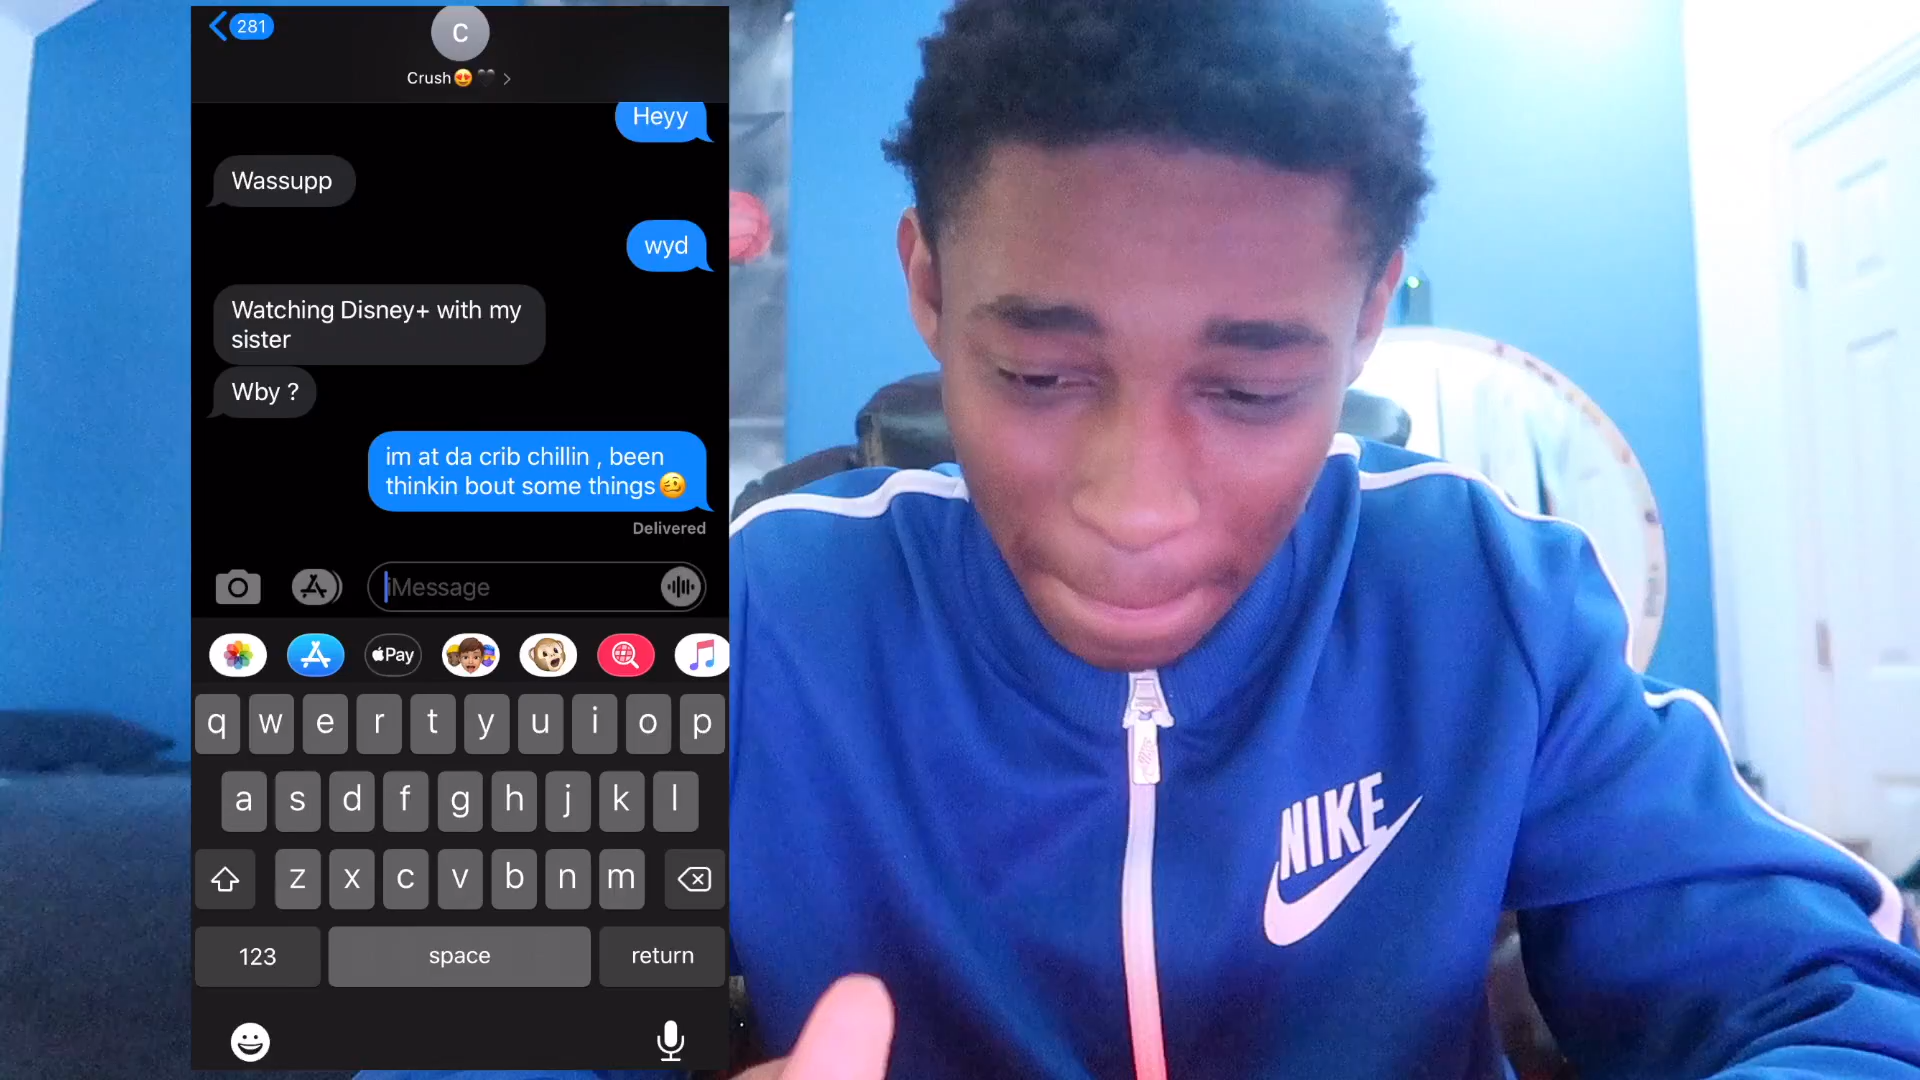 281
C
Crush😍🖤 >
Heyy
Wassupp
wyd
Watching Disney+ with my
sister
Wby ?
im at da crib chillin , been
thinkin bout some things🥴
Delivered
iMessage
Pay
q w e r t y u i o p
a s d f g h j k l
z x c v b n m
123 space return
NIKE